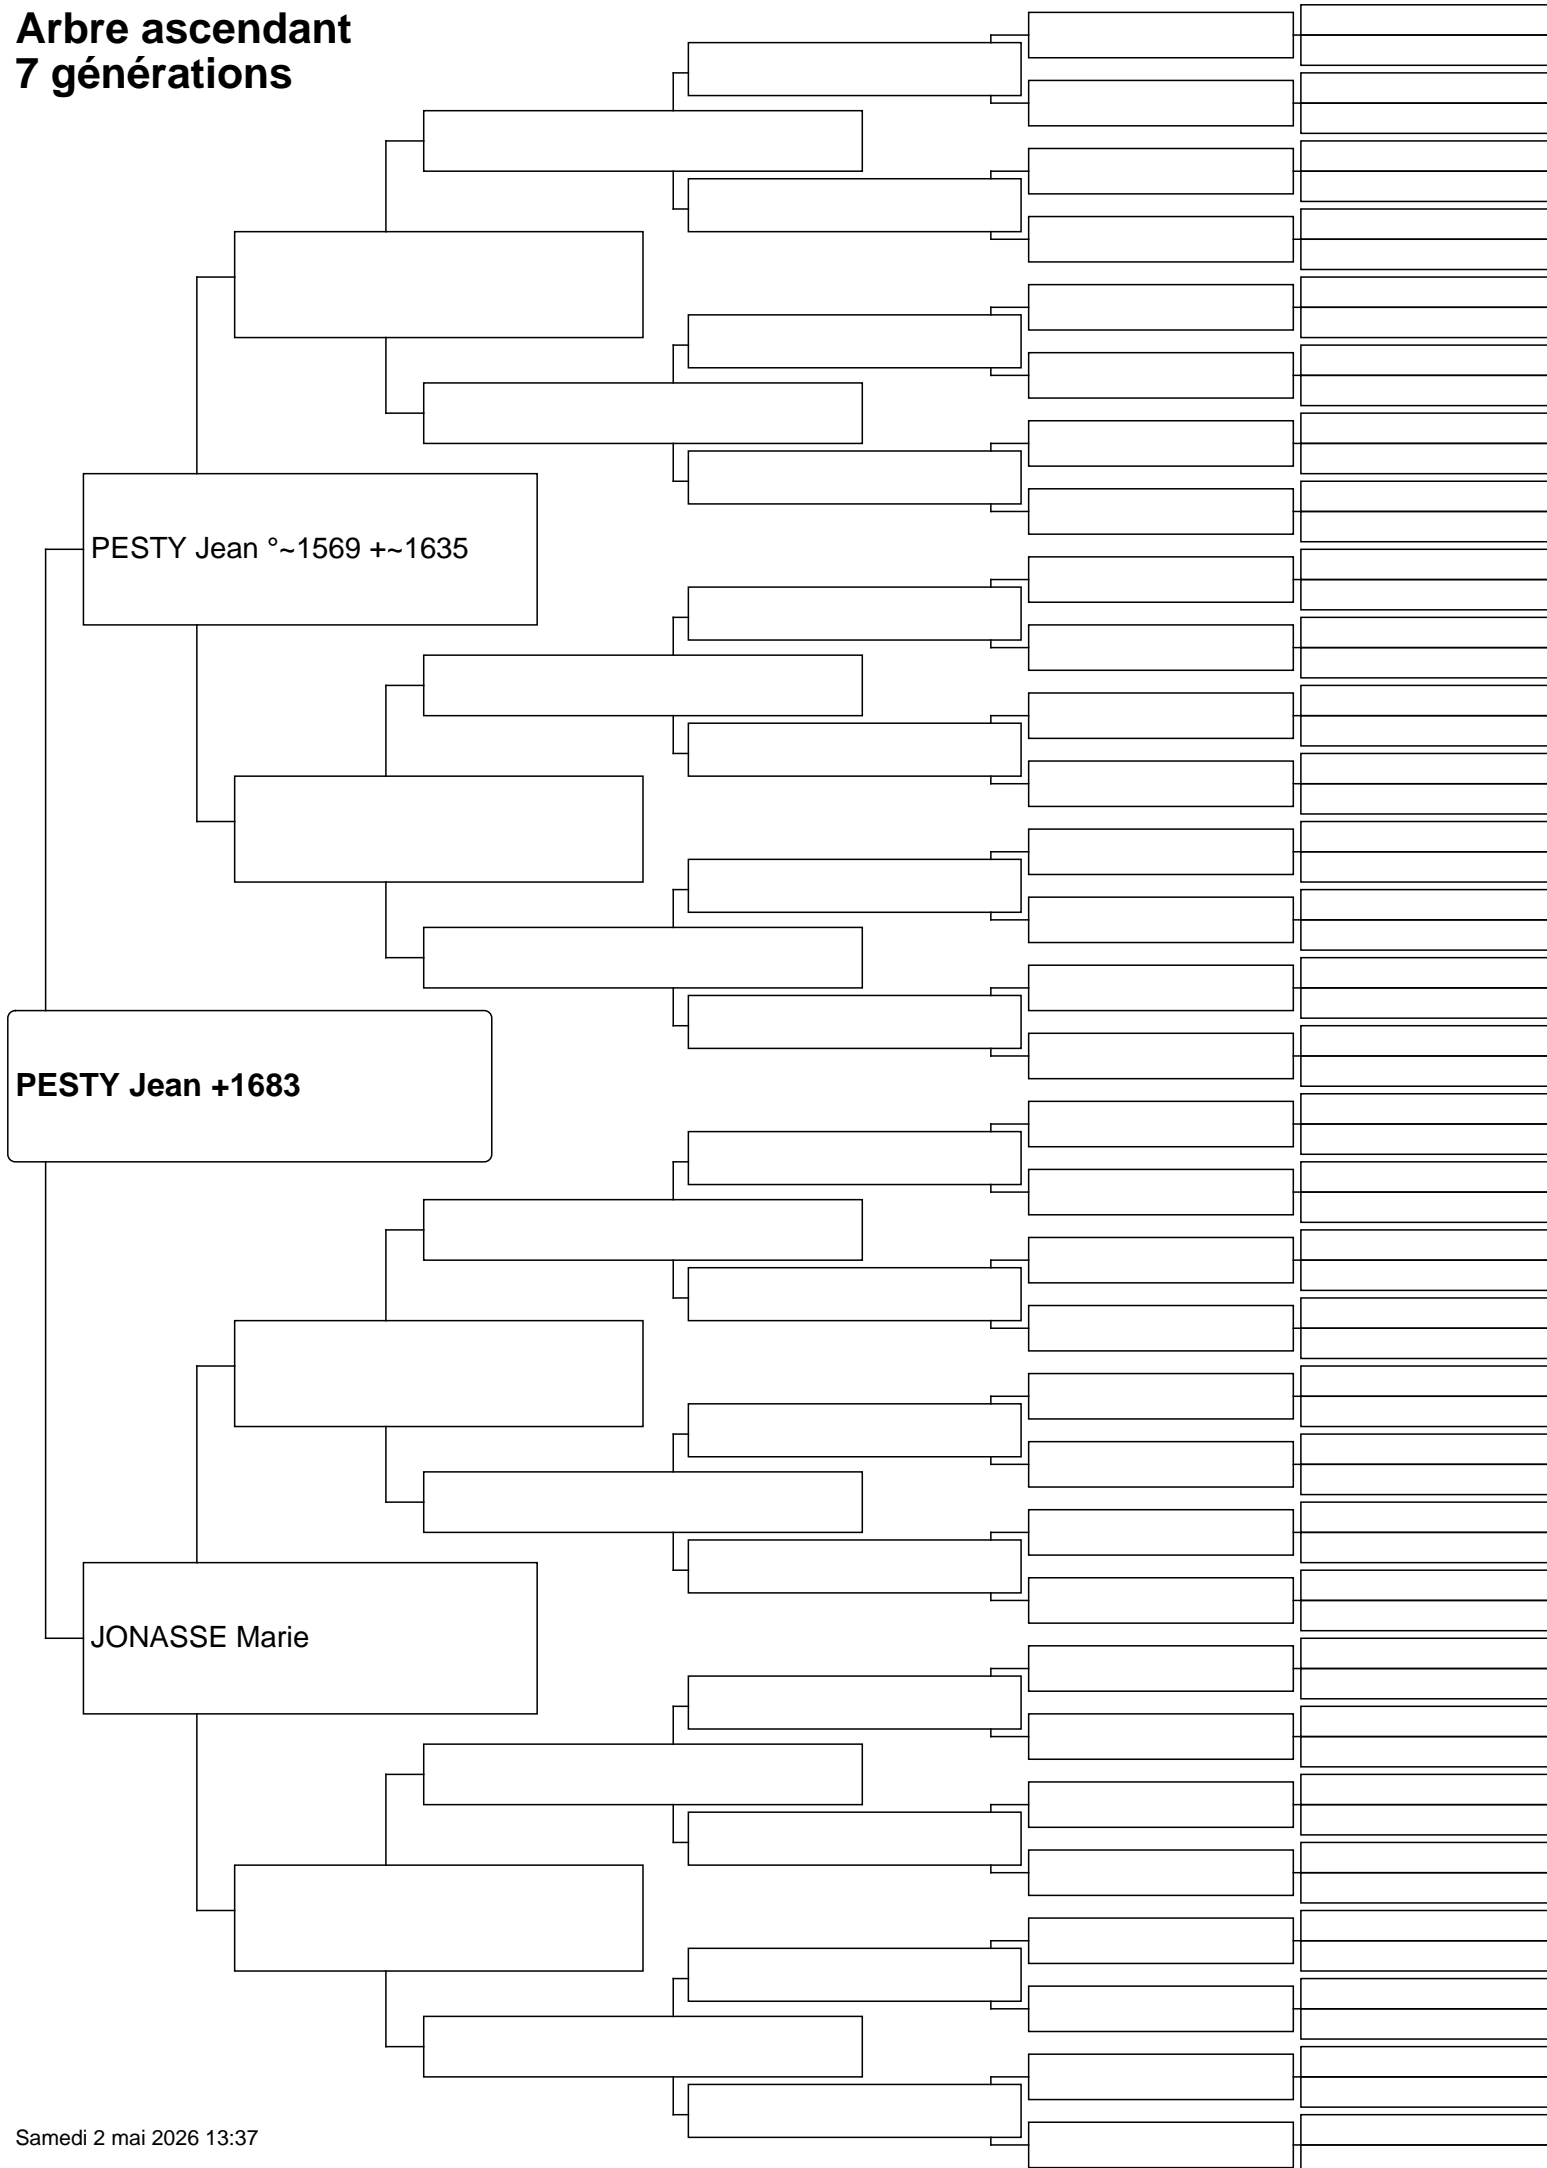 Arbre ascendant
7 générations
PESTY Jean °~1569 +~1635
PESTY Jean +1683
JONASSE Marie
Samedi 2 mai 2026 13:37